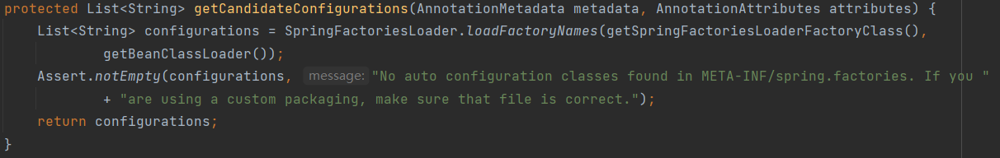 protected List<String> getCandidateConfigurations(AnnotationMetadata metadata, AnnotationAttributes attributes) {
    List<String> configurations = SpringFactoriesLoader.loadFactoryNames(getSpringFactoriesLoaderFactoryClass(),
            getBeanClassLoader());
    Assert.notEmpty(configurations, message: "No auto configuration classes found in META-INF/spring.factories. If you "
            + "are using a custom packaging, make sure that file is correct.");
    return configurations;
}